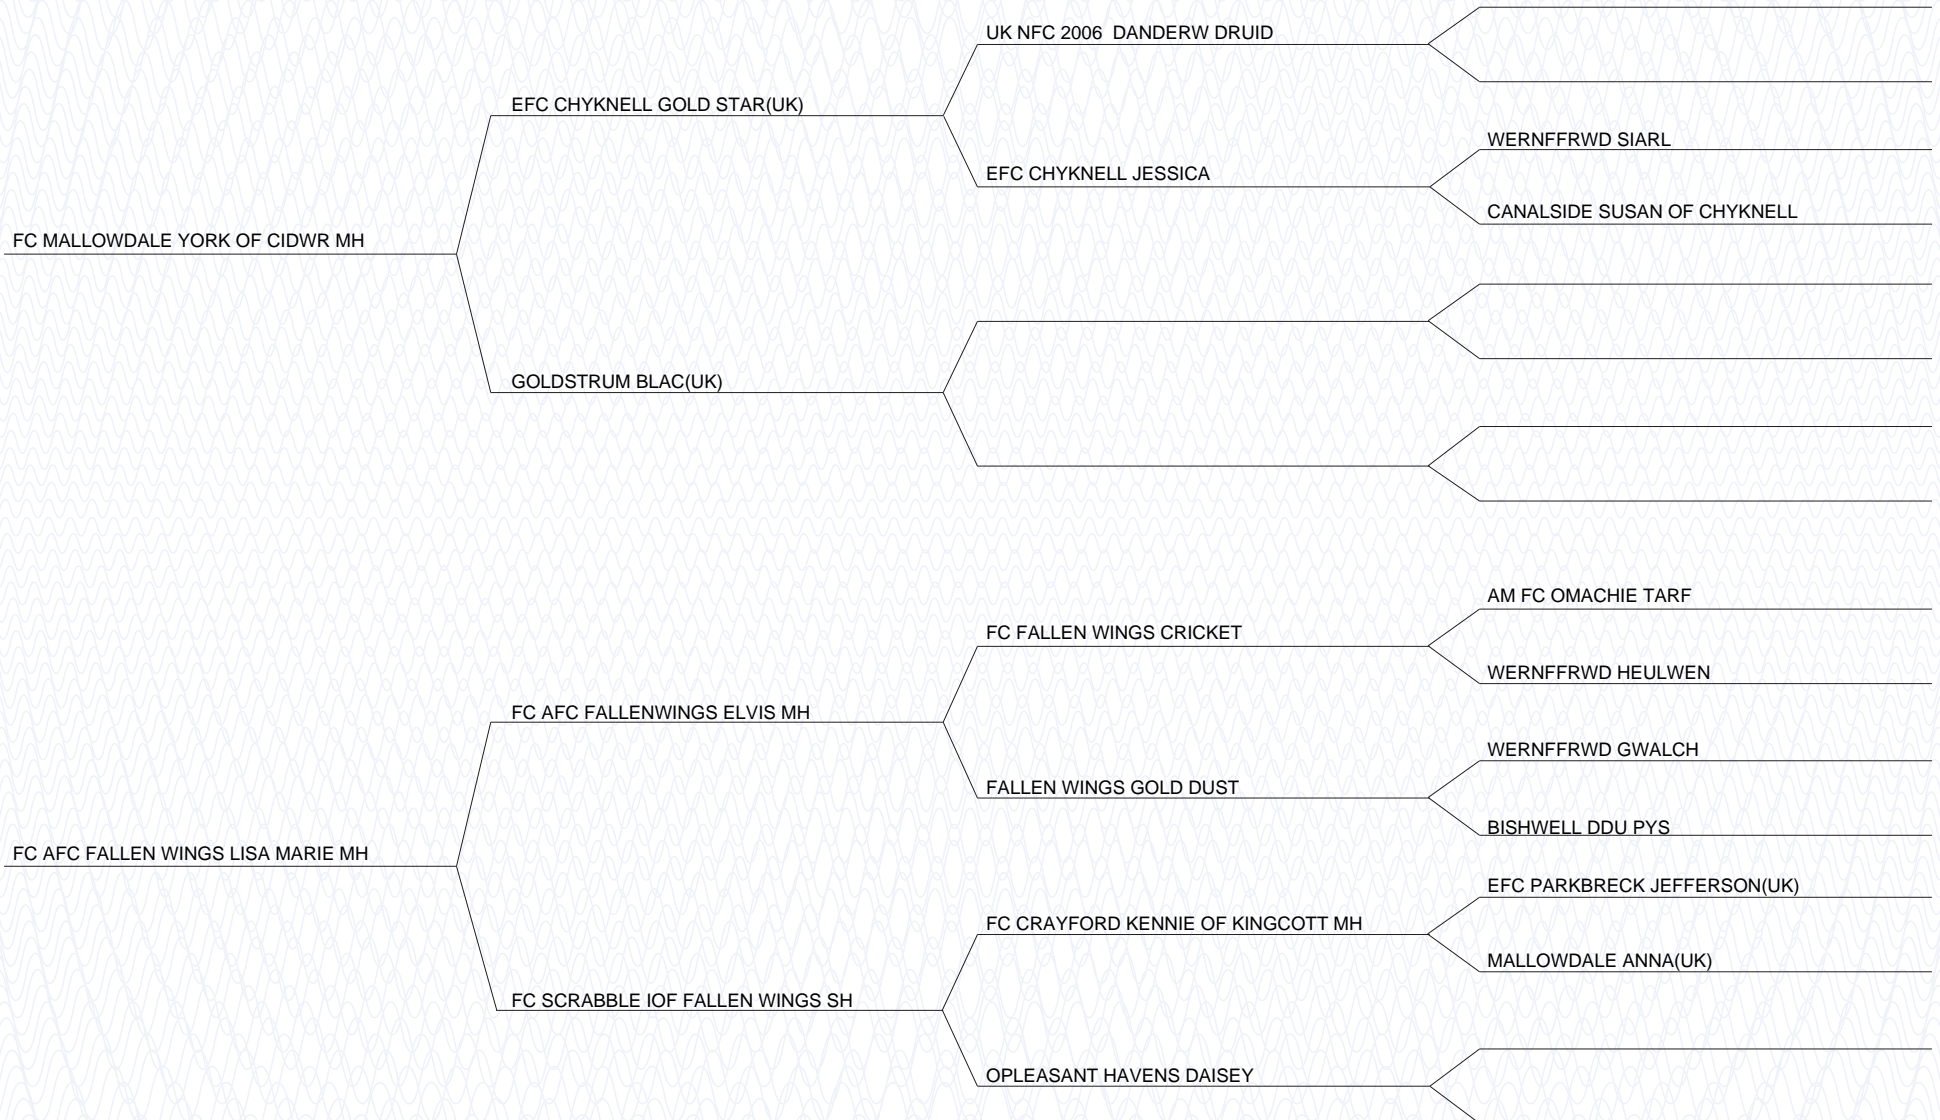 UK NFC 2006  DANDERW DRUID
EFC CHYKNELL GOLD STAR(UK)
WERNFFRWD SIARL
EFC CHYKNELL JESSICA
CANALSIDE SUSAN OF CHYKNELL
FC MALLOWDALE YORK OF CIDWR MH
GOLDSTRUM BLAC(UK)
AM FC OMACHIE TARF
FC FALLEN WINGS CRICKET
WERNFFRWD HEULWEN
FC AFC FALLENWINGS ELVIS MH
WERNFFRWD GWALCH
FALLEN WINGS GOLD DUST
BISHWELL DDU PYS
FC AFC FALLEN WINGS LISA MARIE MH
EFC PARKBRECK JEFFERSON(UK)
FC CRAYFORD KENNIE OF KINGCOTT MH
MALLOWDALE ANNA(UK)
FC SCRABBLE IOF FALLEN WINGS SH
OPLEASANT HAVENS DAISEY